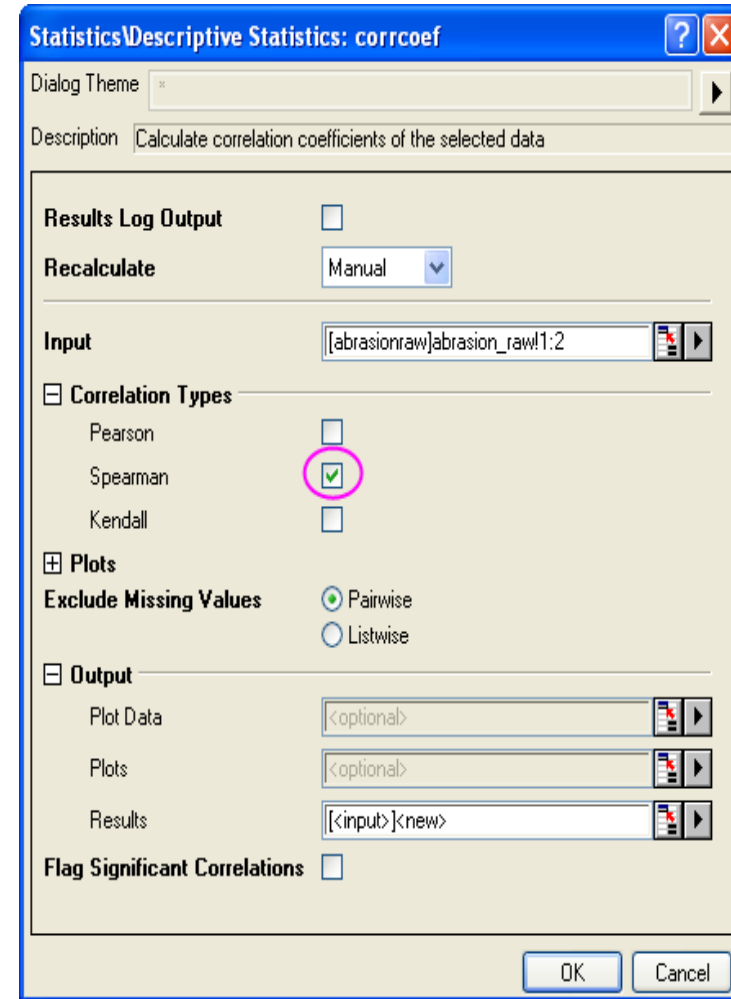 Statistics\Descriptive Statistics: corrcoef
Dialog Theme *
Description Calculate correlation coefficients of the selected data
Results Log Output
Recalculate Manual
Input [abrasionraw]abrasion_raw!1:2
Correlation Types
Pearson
Spearman
Kendall
Plots
Exclude Missing Values Pairwise
Listwise
Output
Plot Data <optional>
Plots <optional>
Results [<input>]<new>
Flag Significant Correlations
OK Cancel